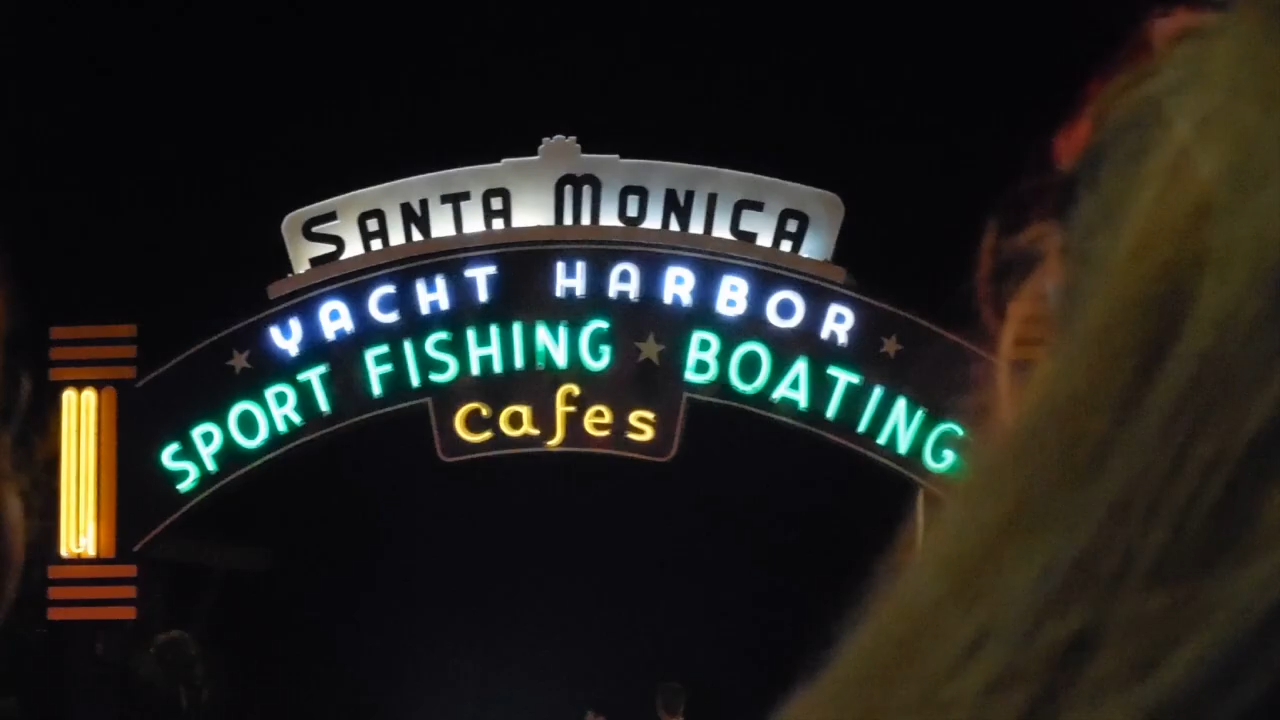 SANTA MONICA
YACHT HARBOR
SPORT FISHING ★ BOATING
cafes